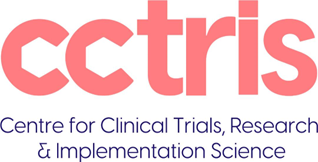 cctris
Centre for Clinical Trials, Research
& Implementation Science